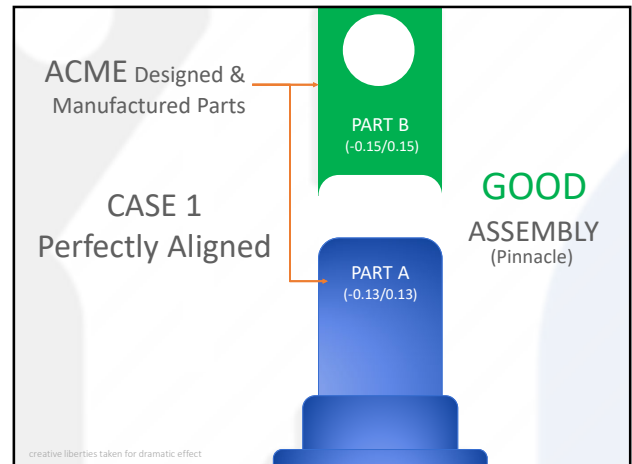 ACME Designed &
Manufactured Parts
PART B
(-0.15/0.15)
CASE 1
Perfectly Aligned
GOOD
ASSEMBLY
(Pinnacle)
PART A
(-0.13/0.13)
creative liberties taken for dramatic effect